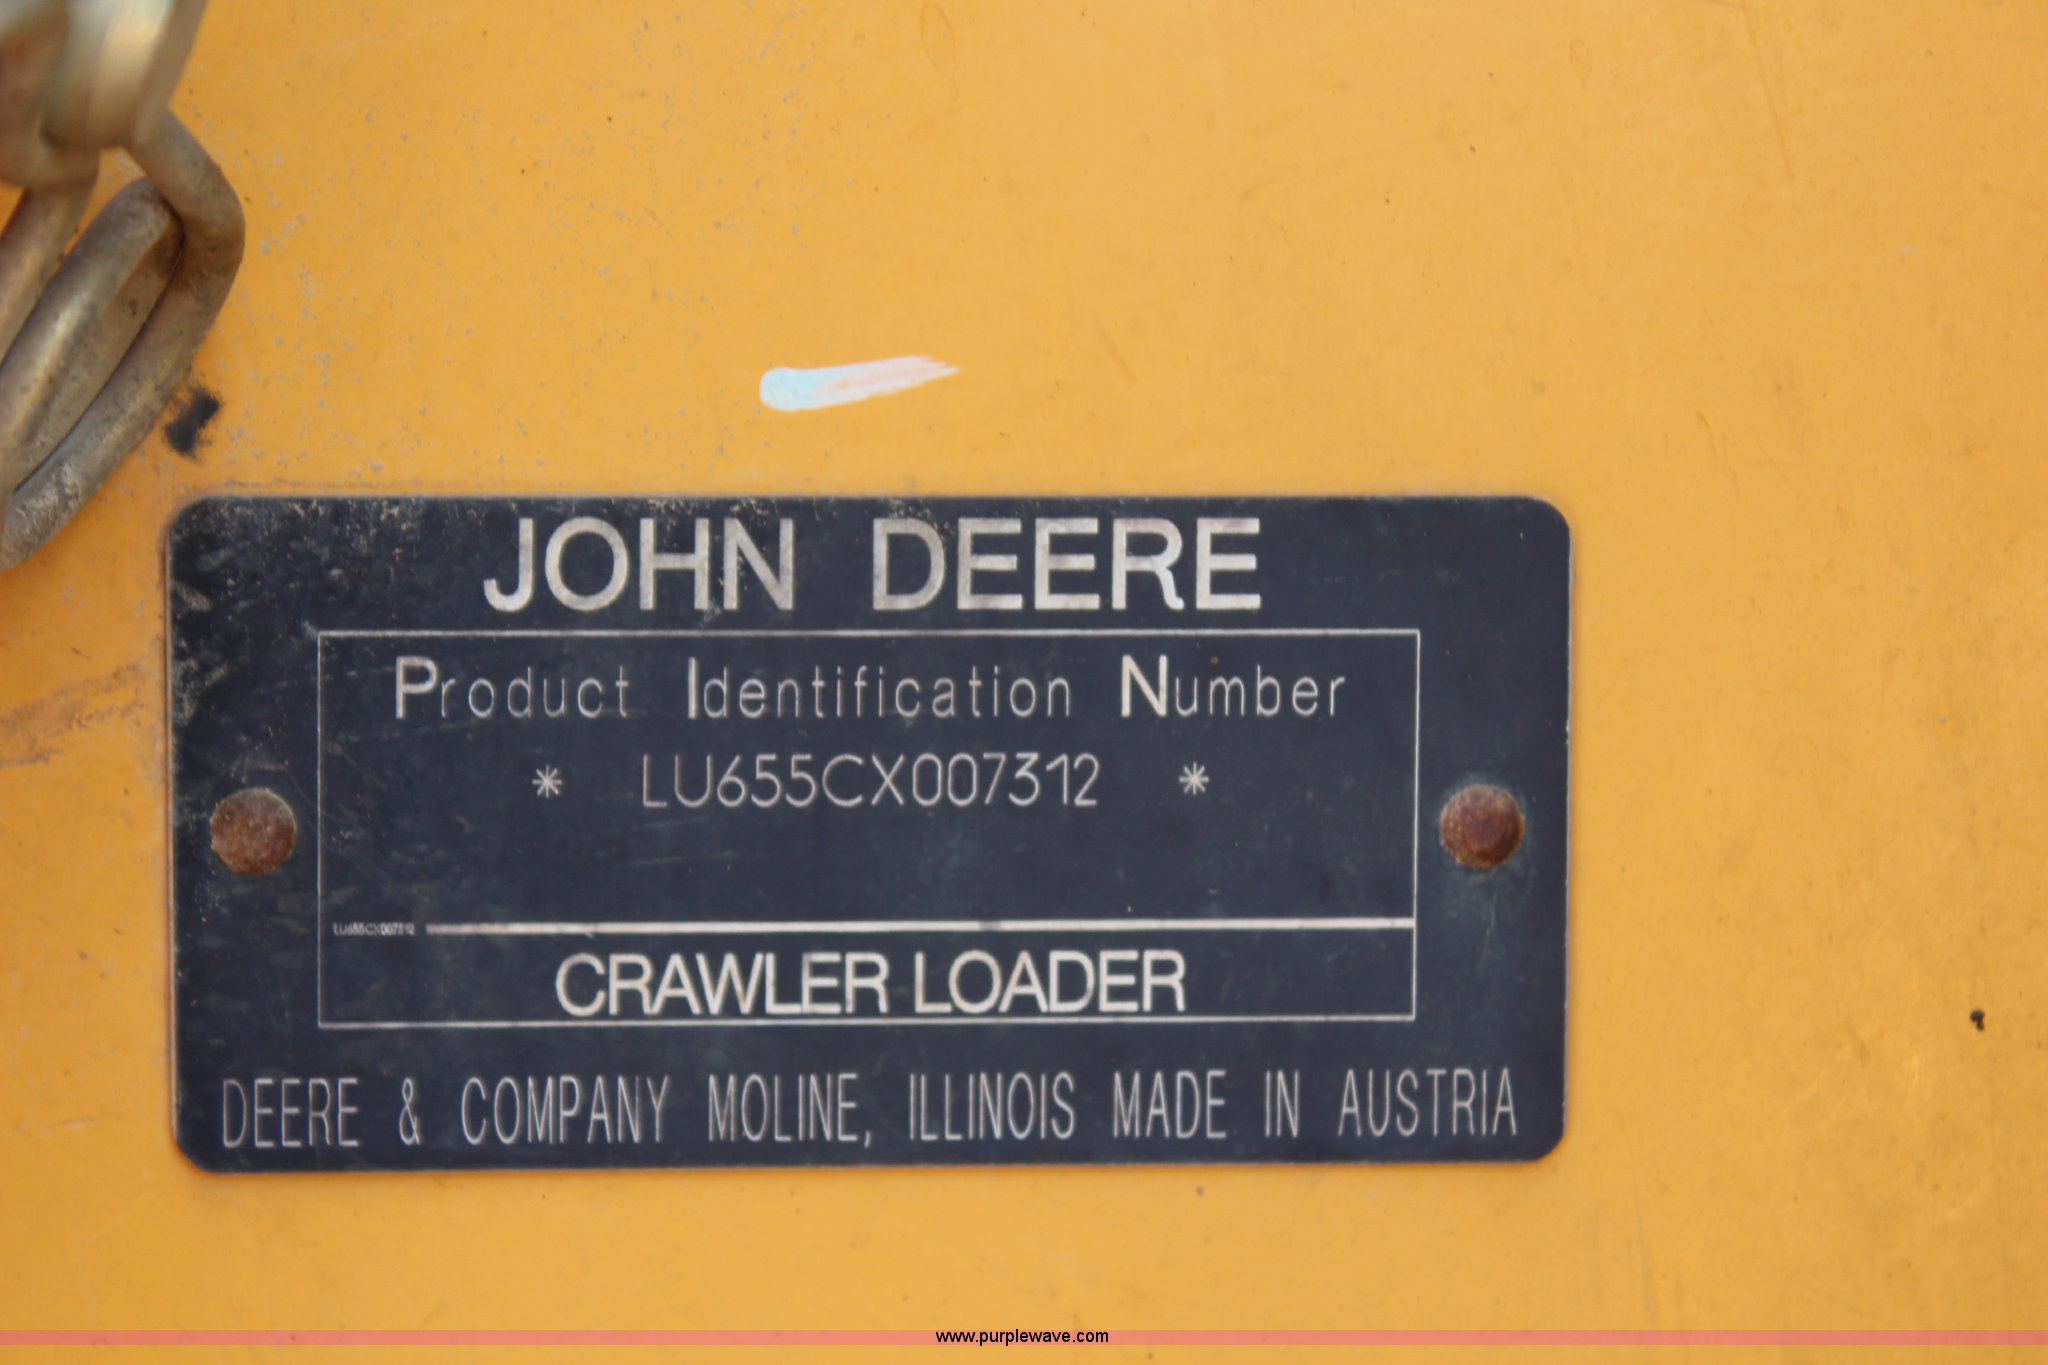 JOHN DEERE
Product Identification Number
* LU655CX007312 *
LU655CX007312
CRAWLER LOADER
DEERE & COMPANY MOLINE, ILLINOIS MADE IN AUSTRIA
www.purplewave.com